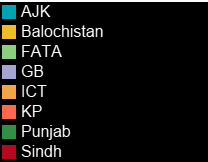 AJK
Balochistan
FATA
GB
ICT
KP
Punjab
Sindh